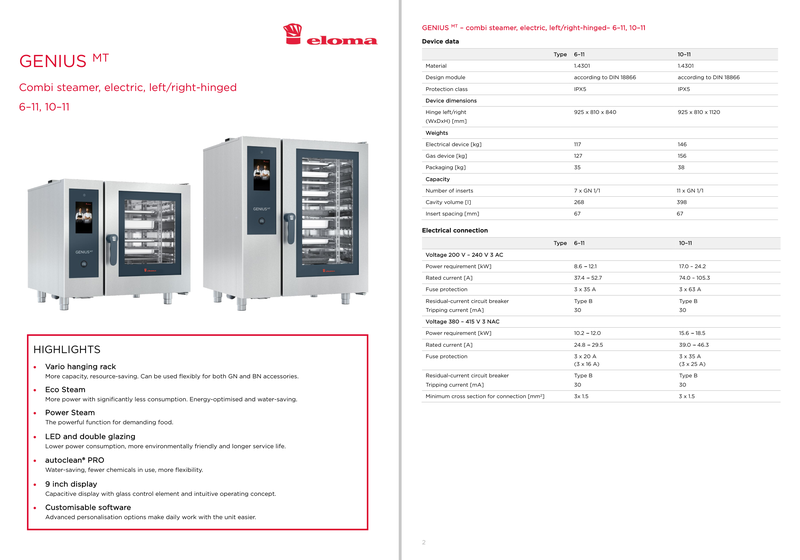 eloma
GENIUS MT
Combi steamer, electric, left/right-hinged
6–11, 10–11
GENIUS MT
GENIUS MT
HIGHLIGHTS
• Vario hanging rack
More capacity, resource-saving. Can be used flexibly for both GN and BN accessories.
• Eco Steam
More power with significantly less consumption. Energy-optimised and water-saving.
• Power Steam
The powerful function for demanding food.
• LED and double glazing
Lower power consumption, more environmentally friendly and longer service life.
• autoclean® PRO
Water-saving, fewer chemicals in use, more flexibility.
• 9 inch display
Capacitive display with glass control element and intuitive operating concept.
• Customisable software
Advanced personalisation options make daily work with the unit easier.
GENIUS MT – combi steamer, electric, left/right-hinged– 6–11, 10–11
Device data
Type 6–11 10–11
Material 1.4301 1.4301
Design module according to DIN 18866 according to DIN 18866
Protection class IPX5 IPX5
Device dimensions
Hinge left/right 925 x 810 x 840 925 x 810 x 1120
(WxDxH) [mm]
Weights
Electrical device [kg] 117 146
Gas device [kg] 127 156
Packaging [kg] 35 38
Capacity
Number of inserts 7 x GN 1/1 11 x GN 1/1
Cavity volume [l] 268 398
Insert spacing [mm] 67 67
Electrical connection
Type 6–11 10–11
Voltage 200 V – 240 V 3 AC
Power requirement [kW] 8.6 – 12.1 17.0 – 24.2
Rated current [A] 37.4 – 52.7 74.0 – 105.3
Fuse protection 3 x 35 A 3 x 63 A
Residual-current circuit breaker Type B Type B
Tripping current [mA] 30 30
Voltage 380 – 415 V 3 NAC
Power requirement [kW] 10.2 – 12.0 15.6 – 18.5
Rated current [A] 24.8 – 29.5 39.0 – 46.3
Fuse protection 3 x 20 A 3 x 35 A
(3 x 16 A) (3 x 25 A)
Residual-current circuit breaker Type B Type B
Tripping current [mA] 30 30
Minimum cross section for connection [mm²] 3x 1.5 3 x 1.5
2